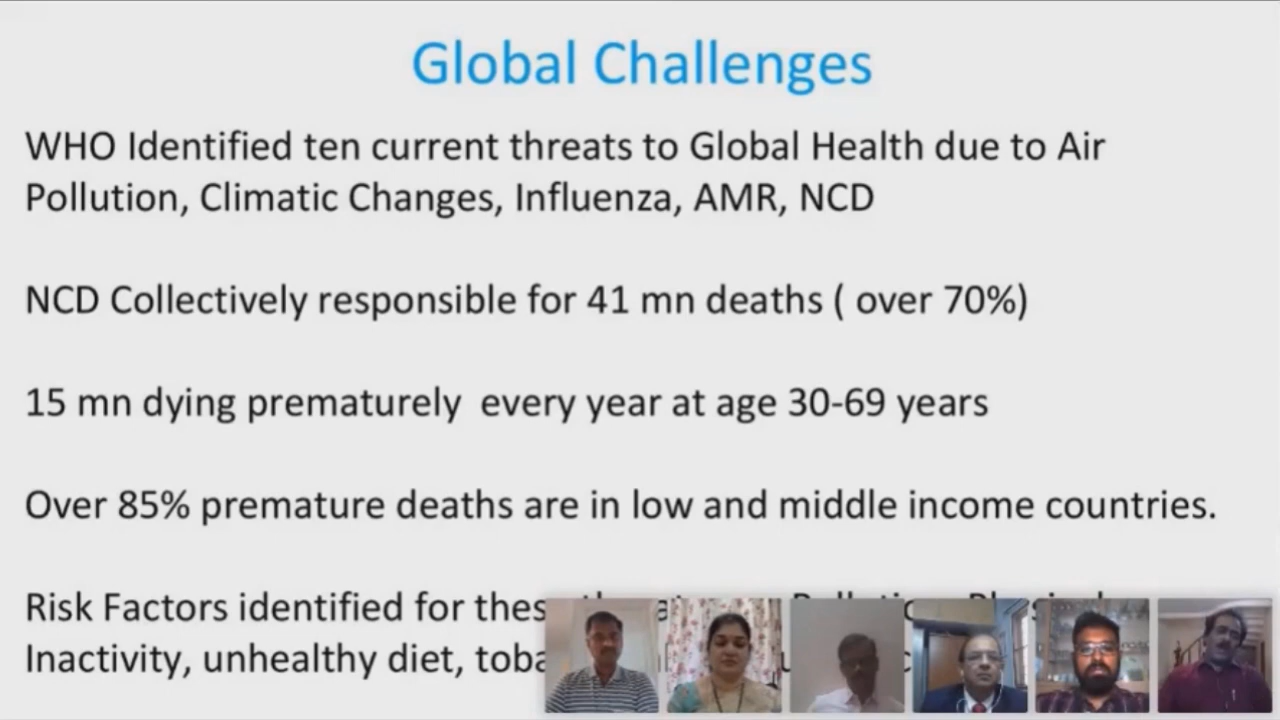 Global Challenges
WHO Identified ten current threats to Global Health due to Air
Pollution, Climatic Changes, Influenza, AMR, NCD
NCD Collectively responsible for 41 mn deaths ( over 70%)
15 mn dying prematurely every year at age 30-69 years
Over 85% premature deaths are in low and middle income countries.
Risk Factors identified for
Inactivity, unhealthy diet,